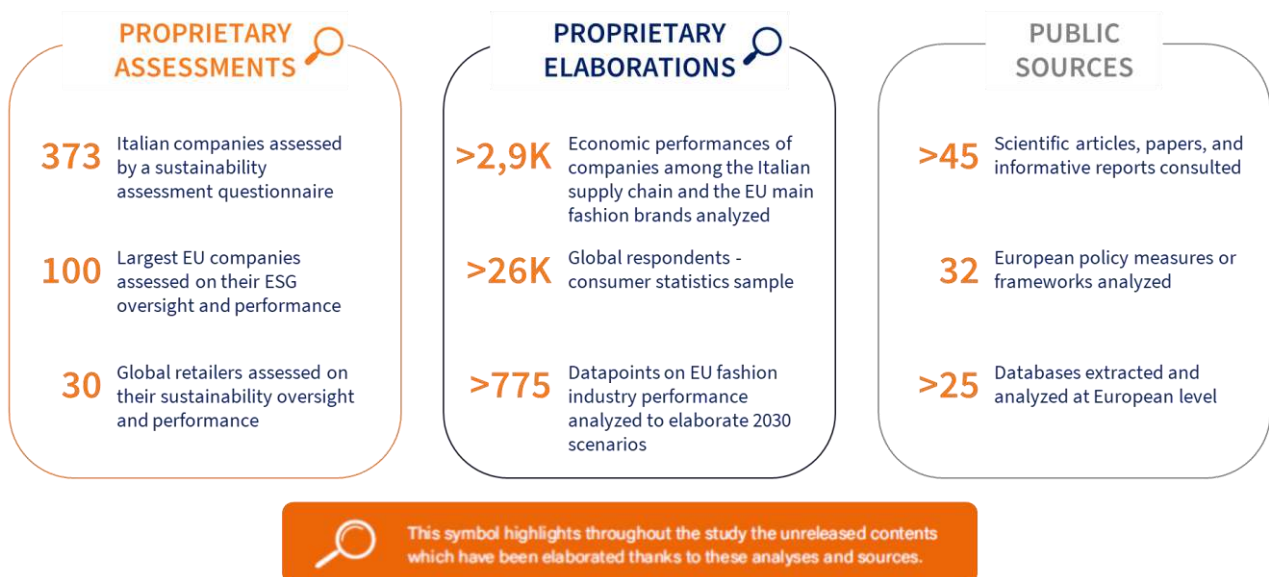 PROPRIETARY
ASSESSMENTS
373
Italian companies assessed
by a sustainability
assessment questionnaire
100
Largest EU companies
assessed on their ESG
oversight and performance
30
Global retailers assessed on
their sustainability oversight
and performance
PROPRIETARY
ELABORATIONS
>2,9K
Economic performances of
companies among the Italian
supply chain and the EU main
fashion brands analyzed
>26K
Global respondents -
consumer statistics sample
>775
Datapoints on EU fashion
industry performance
analyzed to elaborate 2030
scenarios
PUBLIC
SOURCES
>45
Scientific articles, papers, and
informative reports consulted
32
European policy measures or
frameworks analyzed
>25
Databases extracted and
analyzed at European level
This symbol highlights throughout the study the unreleased contents
which have been elaborated thanks to these analyses and sources.